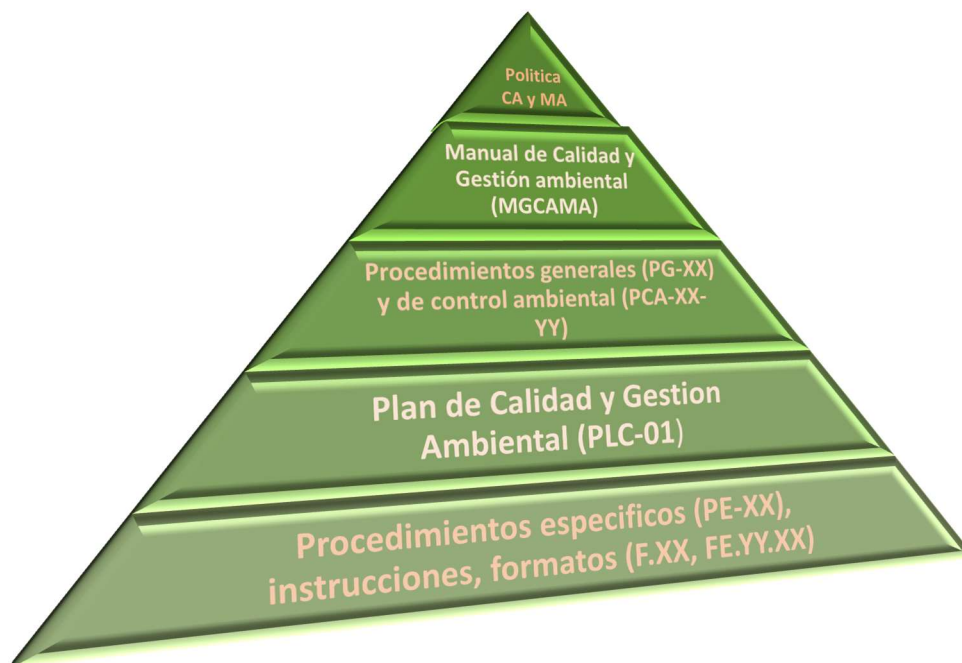 Politica
CA y MA
Manual de Calidad y
Gestión ambiental
(MGCAMA)
Procedimientos generales (PG-XX)
y de control ambiental (PCA-XX-
YY)
Plan de Calidad y Gestion
Ambiental (PLC-01)
Procedimientos especificos (PE-XX),
instrucciones, formatos (F.XX, FE.YY.XX)